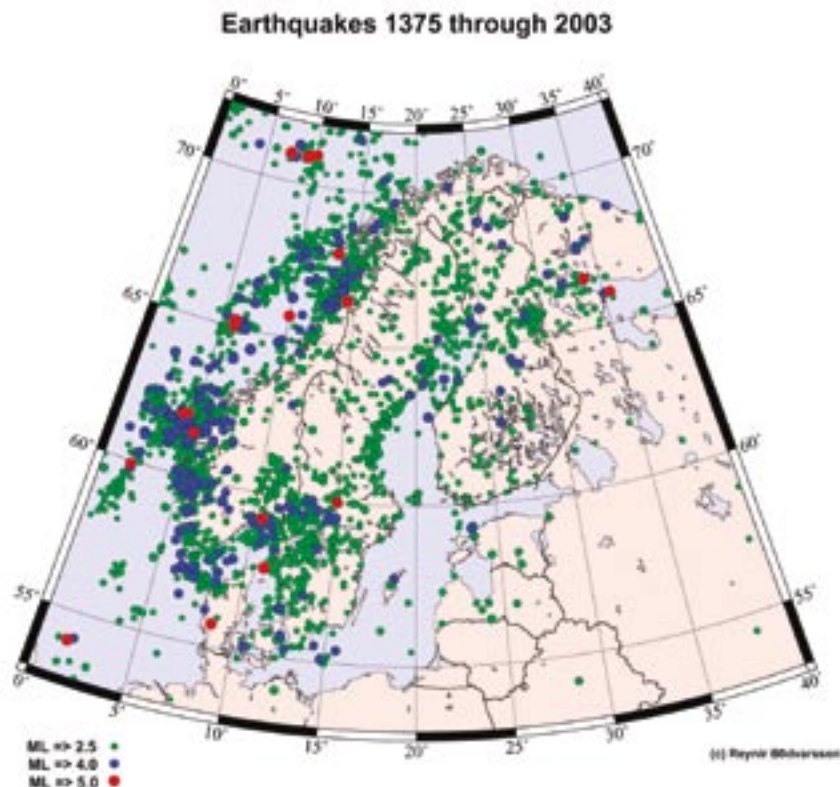 Earthquakes 1375 through 2003
0° 5° 10° 15° 20° 25° 30° 35° 40°
70° 70°
65° 65°
60° 60°
55° 55°
0° 5° 10° 15° 20° 25° 30° 35° 40°
ML => 2.5
ML => 4.0
ML => 5.0
(c) Reynir Bödvarsson